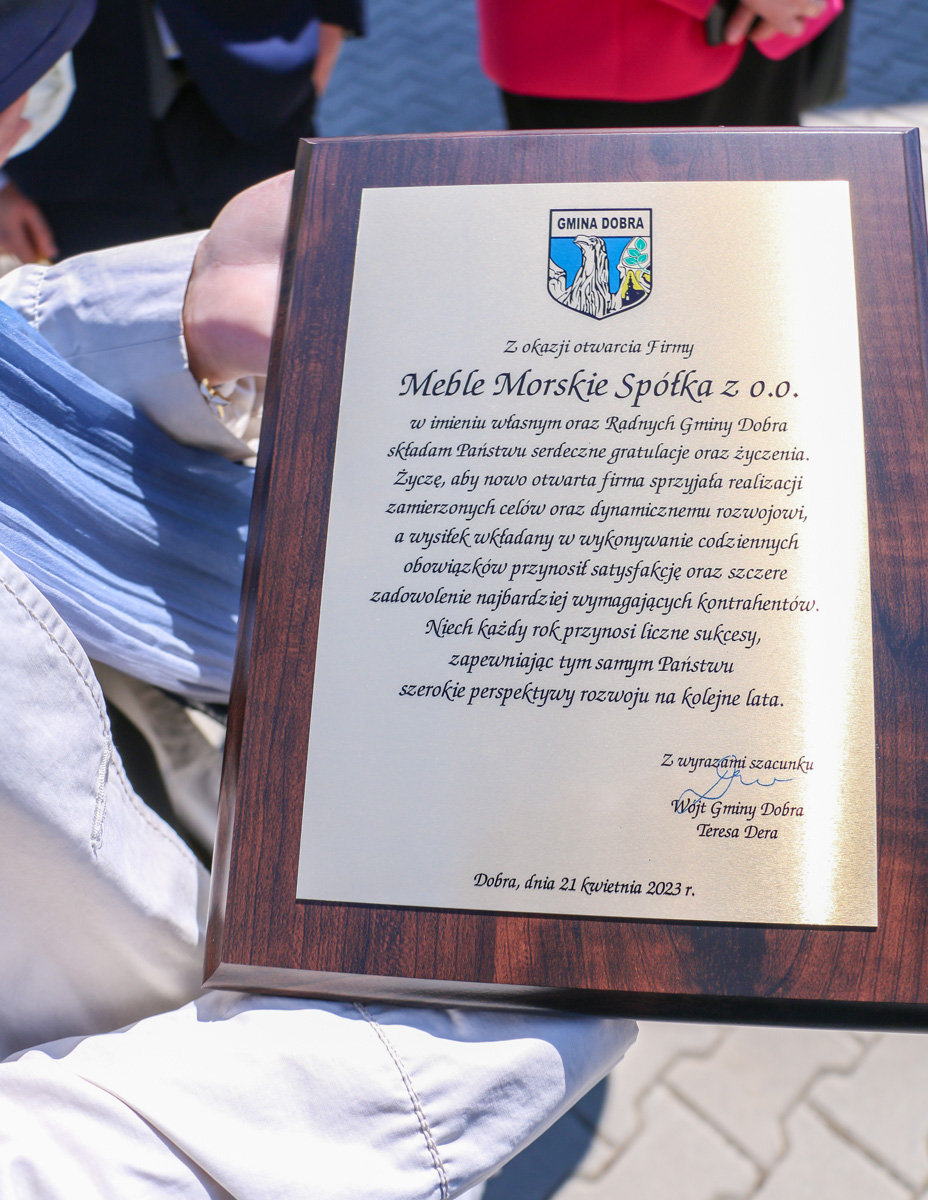 GMINA DOBRA
Z okazji otwarcia Firmy
Meble Morskie Spółka z o.o.
w imieniu własnym oraz Radnych Gminy Dobra
składam Państwu serdeczne gratulacje oraz życzenia.
Życzę, aby nowo otwarta firma sprzyjała realizacji
zamierzonych celów oraz dynamicznemu rozwojowi,
a wysiłek wkładany w wykonywanie codziennych
obowiązków przynosił satysfakcję oraz szczere
zadowolenie najbardziej wymagających kontrahentów.
Niech każdy rok przynosi liczne sukcesy,
zapewniając tym samym Państwu
szerokie perspektywy rozwoju na kolejne lata.
Z wyrazami szacunku
Wójt Gminy Dobra
Teresa Dera
Dobra, dnia 21 kwietnia 2023 r.